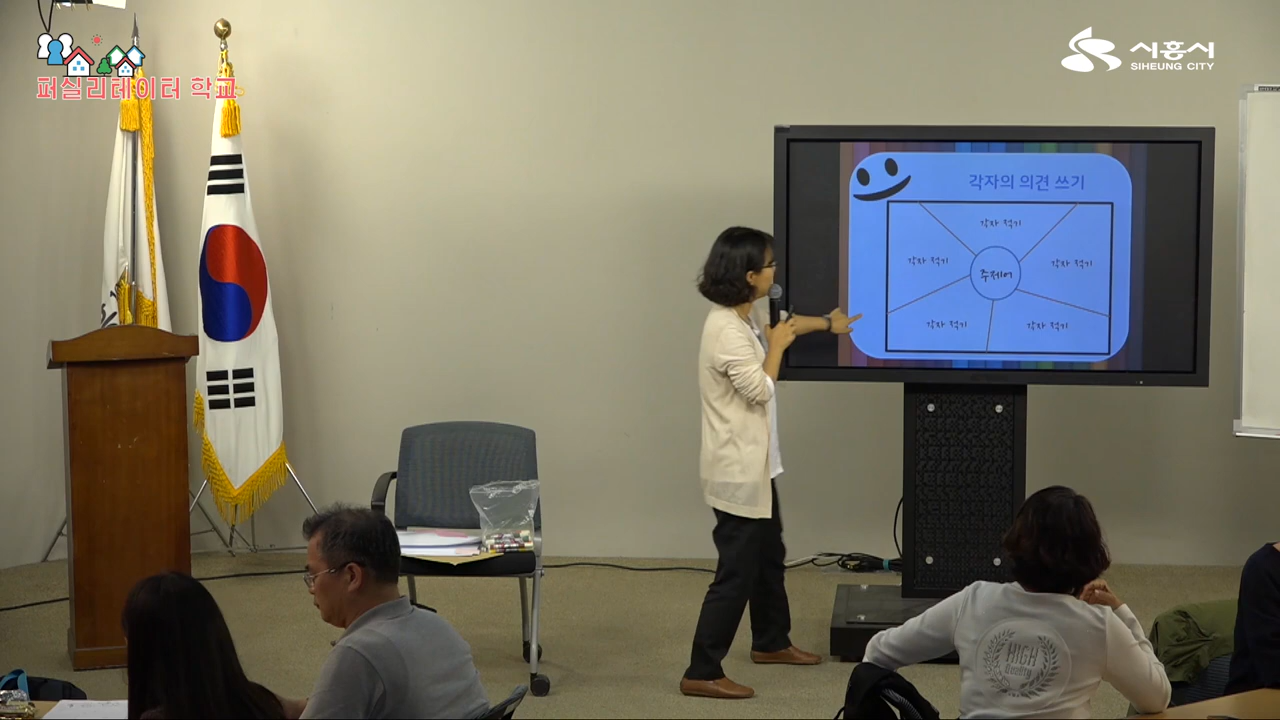 퍼실리테이터 학교
시흥시
SIHEUNG CITY
각자의 의견 쓰기
각자 적기
각자 적기
주제어
각자 적기
각자 적기
각자 적기
HIGH
Quality